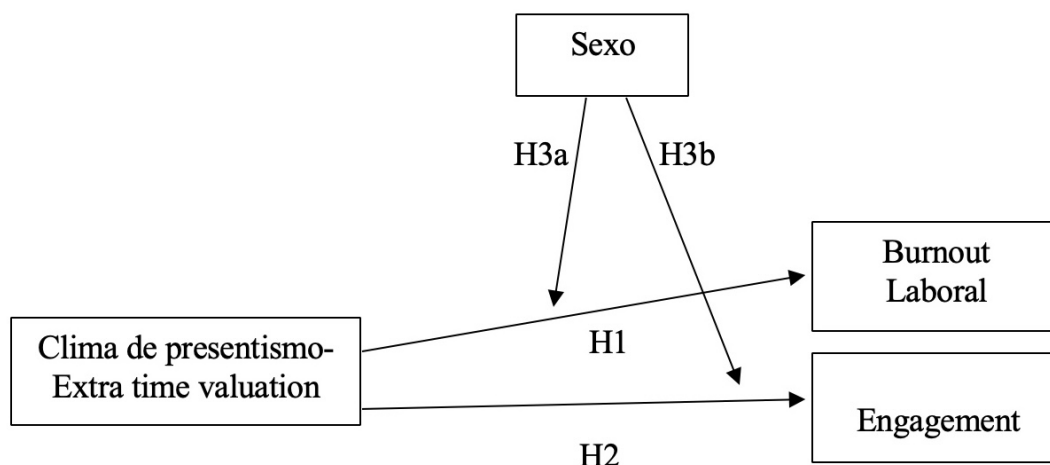 Sexo
H3a
H3b
Burnout
Laboral
H1
Clima de presentismo-
Extra time valuation
Engagement
H2